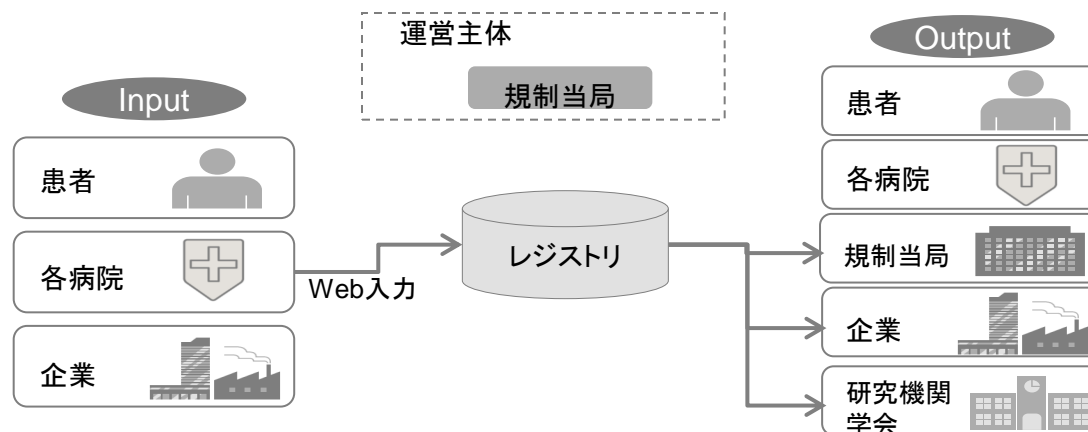 運営主体
規制当局
Input
患者
各病院
企業
Web入力
レジストリ
Output
患者
各病院
規制当局
企業
研究機関
学会